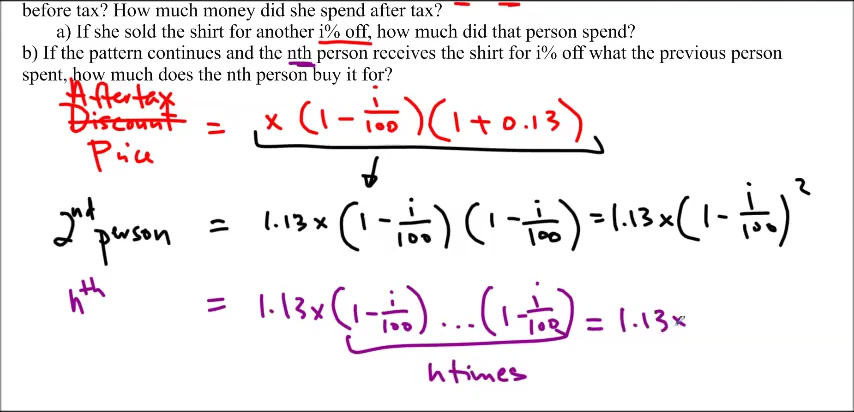 before tax? How much money did she spend after tax?
a) If she sold the shirt for another i% off, how much did that person spend?
b) If the pattern continues and the nth person receives the shirt for i% off what the previous person
spent, how much does the nth person buy it for?
After tax
Discount
Price = x (1 - i/100)(1 + 0.13)
2nd person = 1.13x (1 - i/100) (1 - i/100) = 1.13x (1 - i/100)^2
nth = 1.13x (1 - i/100) ... (1 - i/100) = 1.13x
n times